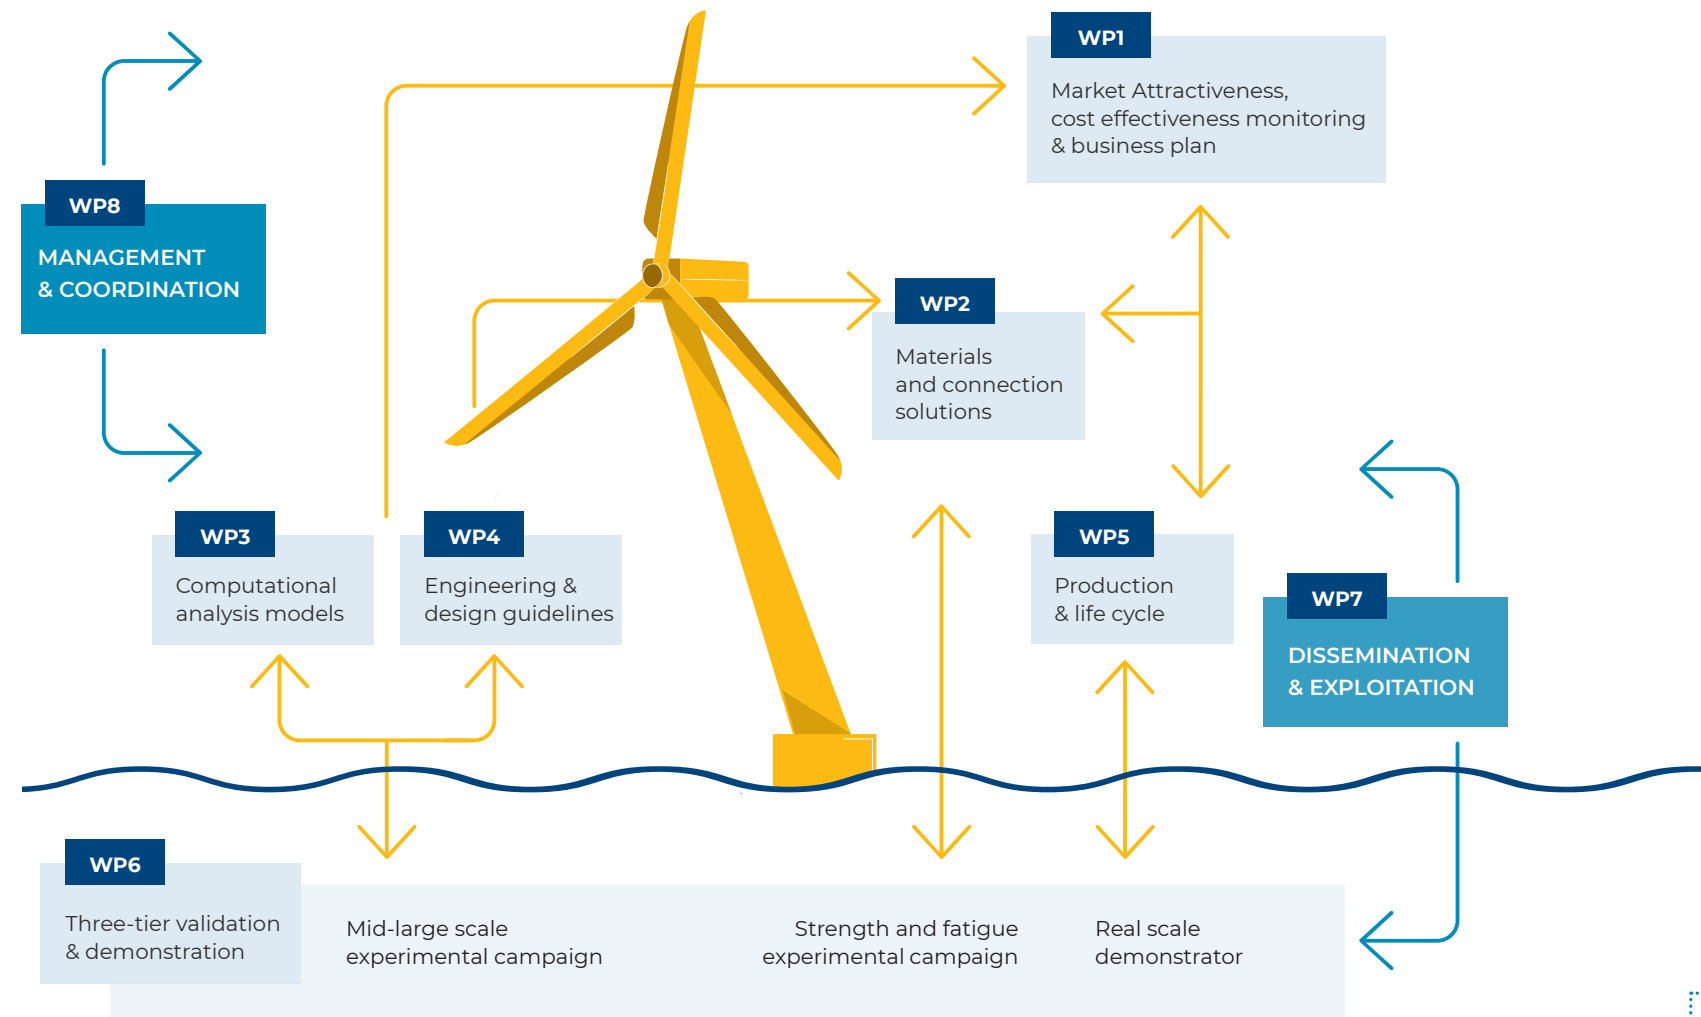 WP1
Market Attractiveness,
cost effectiveness monitoring
& business plan
WP8
MANAGEMENT
& COORDINATION
WP2
Materials
and connection
solutions
WP3
Computational
analysis models
WP4
Engineering &
design guidelines
WP5
Production
& life cycle
WP7
DISSEMINATION
& EXPLOITATION
WP6
Three-tier validation
& demonstration
Mid-large scale
experimental campaign
Strength and fatigue
experimental campaign
Real scale
demonstrator